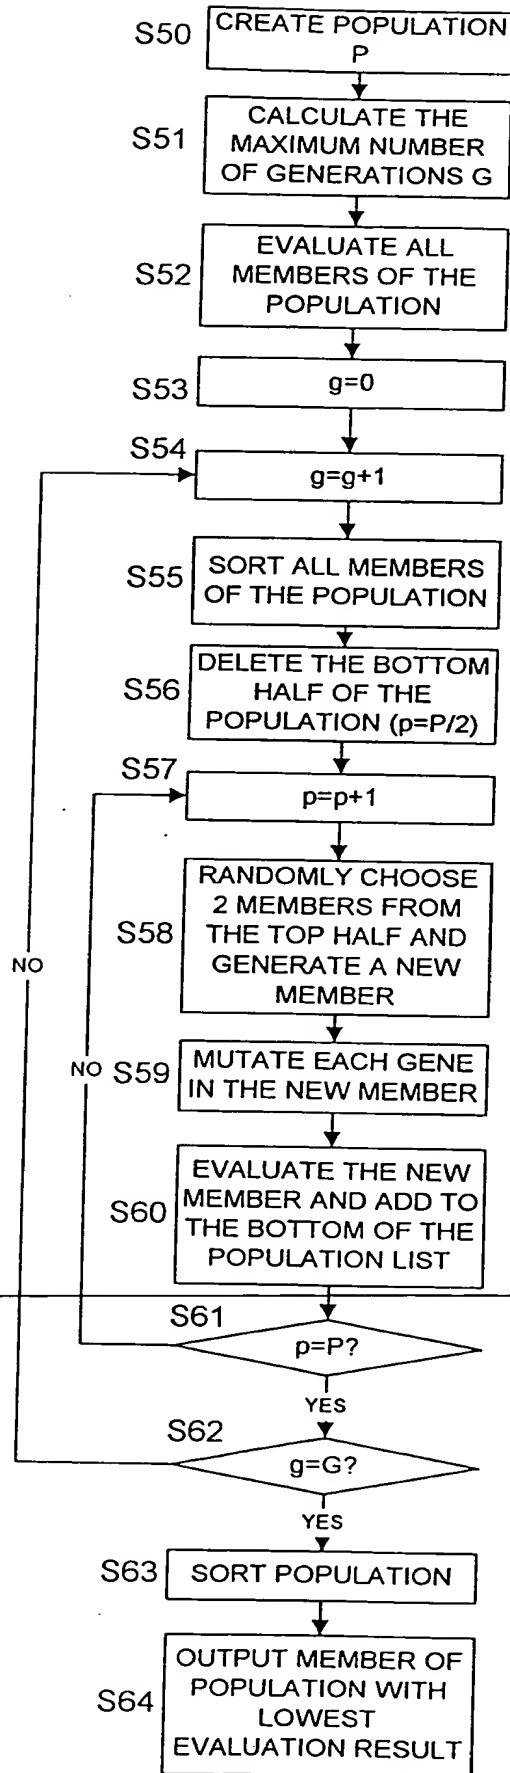 S50
CREATE POPULATION
P
S51
CALCULATE THE
MAXIMUM NUMBER
OF GENERATIONS G
S52
EVALUATE ALL
MEMBERS OF THE
POPULATION
S53
g=0
S54
g=g+1
S55
SORT ALL MEMBERS
OF THE POPULATION
S56
DELETE THE BOTTOM
HALF OF THE
POPULATION (p=P/2)
S57
p=p+1
S58
RANDOMLY CHOOSE
2 MEMBERS FROM
THE TOP HALF AND
GENERATE A NEW
MEMBER
NO
NO
S59
MUTATE EACH GENE
IN THE NEW MEMBER
S60
EVALUATE THE NEW
MEMBER AND ADD TO
THE BOTTOM OF THE
POPULATION LIST
S61
p=P?
YES
S62
g=G?
YES
S63
SORT POPULATION
S64
OUTPUT MEMBER OF
POPULATION WITH
LOWEST
EVALUATION RESULT